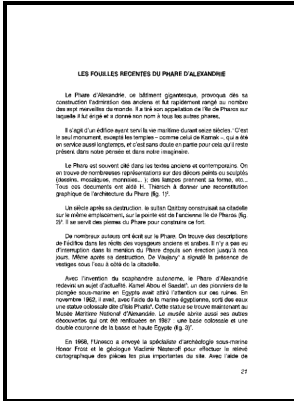 LES FOUILLES RECENTES DU PHARE D'ALEXANDRIE
Le Phare d'Alexandrie, ce bâtiment gigantesque, provoqua dès sa
construction l'admiration des anciens et fut rapidement rangé au nombre
des sept merveilles du monde. Il a tiré son appellation de l'île de Pharos sur
laquelle il fut érigé et a donné son nom à tous les autres phares.
Il s'agit d'un édifice ayant servi la vie maritime durant seize siècles.¹ C'est
le seul monument, excepté les temples – comme celui de Karnak –, qui a été
en service aussi longtemps, et c'est sans doute en partie pour cela qu'il reste
présent dans notre pensée et dans notre imaginaire.
Le Phare est souvent cité dans les textes anciens et contemporains. On
en trouve de nombreuses représentations sur des décors peints ou sculptés
(dessins, mosaïques, monnaies... ) ; des lampes prennent sa forme, etc...
Tous ces documents ont aidé H. Thiersch à donner une reconstitution
graphique de l'architecture du Phare (fig. 1)².
Un siècle après sa destruction, le sultan Qaitbay construisait sa citadelle
sur le même emplacement, sur la pointe est de l'ancienne île de Pharos (fig.
2)³. Il se servit des pierres du Phare pour construire ce fort.
De nombreux auteurs ont écrit sur le Phare. On trouve des descriptions
de l'édifice dans les récits des voyageurs anciens et arabes. Il n'y a pas eu
d'interruption dans la mention du Phare depuis son érection jusqu'à nos
jours. Même après sa destruction, De Vaujany⁴ a signalé la présence de
vestiges sous l'eau à côté de la citadelle.
Avec l'invention du scaphandre autonome, le Phare d'Alexandrie
redevint un sujet d'actualité. Kamel Abou el Saadat⁵, un des pionniers de la
plongée sous-marine en Egypte avait attiré l'attention sur ces ruines. En
novembre 1962, il avait, avec l'aide de la marine égyptienne, sorti des eaux
une statue colossale dite d'Isis Pharia⁶. Cette statue se trouve maintenant au
Musée Maritime National d'Alexandrie. Le musée abrite aussi ses autres
découvertes qui ont été renflouées en 1987 : une base colossale et une
double couronne de la basse et haute Egypte (fig. 3)⁷.
En 1968, l'Unesco a envoyé la spécialiste d'archéologie sous-marine
Honor Frost et le géologue Vladimir Nesteroff pour effectuer le relevé
cartographique des pièces les plus importantes du site. Avec l'aide de
21